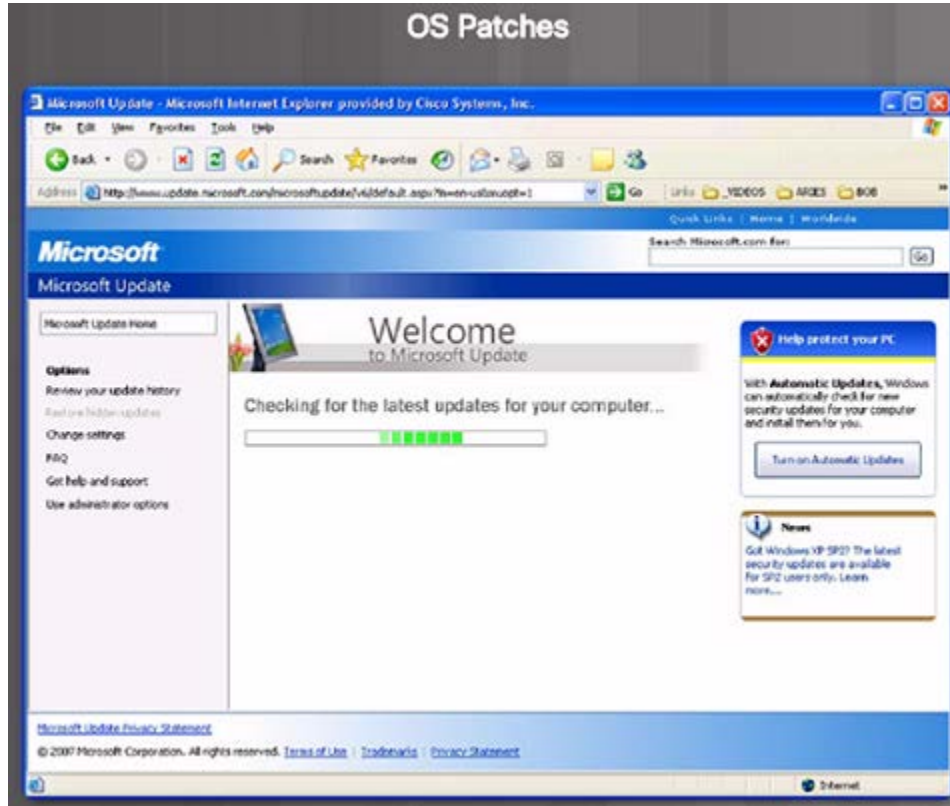 OS Patches
Microsoft Update - Microsoft Internet Explorer provided by Cisco Systems, Inc.
File Edit View Favorites Tools Help
Back Search Favorites
Address Go Links _VIDEOS ARIES BOB
Quick Links | Home | Worldwide
Microsoft
Search Microsoft.com for:
Go
Microsoft Update
Microsoft Update Home
Options
Review your update history
Restore hidden updates
Change settings
FAQ
Get help and support
Use administrator options
Welcome
to Microsoft Update
Checking for the latest updates for your computer...
Help protect your PC
With Automatic Updates, Windows
can automatically check for new
security updates for your computer
and install them for you.
Turn on Automatic Updates
News
Got Windows XP SP2? The latest
security updates are available
for SP2 users only. Learn
more...
Microsoft Update Privacy Statement
© 2007 Microsoft Corporation. All rights reserved. Terms of Use | Trademarks | Privacy Statement
Internet